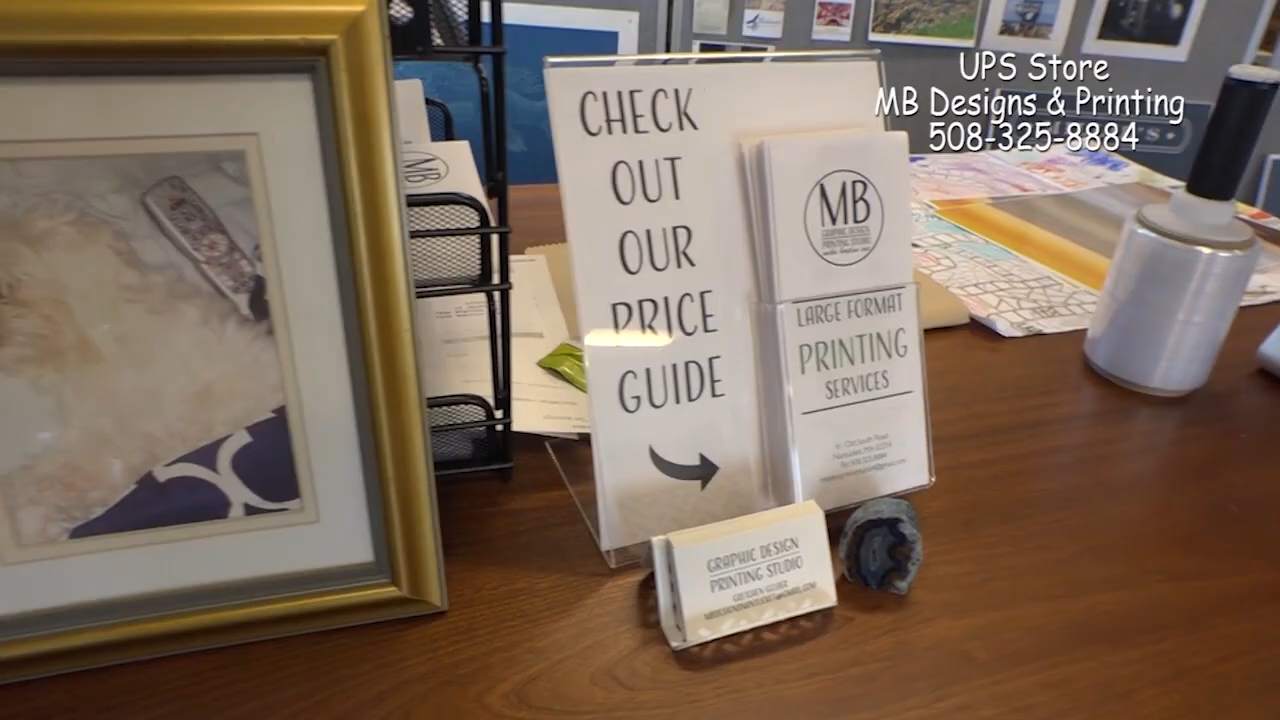 UPS Store
MB Designs & Printing
508-325-8884
CHECK
OUT
OUR
PRICE
GUIDE
MB
GRAPHIC DESIGN
PRINTING STUDIO
LARGE FORMAT
PRINTING
SERVICES
GRAPHIC DESIGN
PRINTING STUDIO